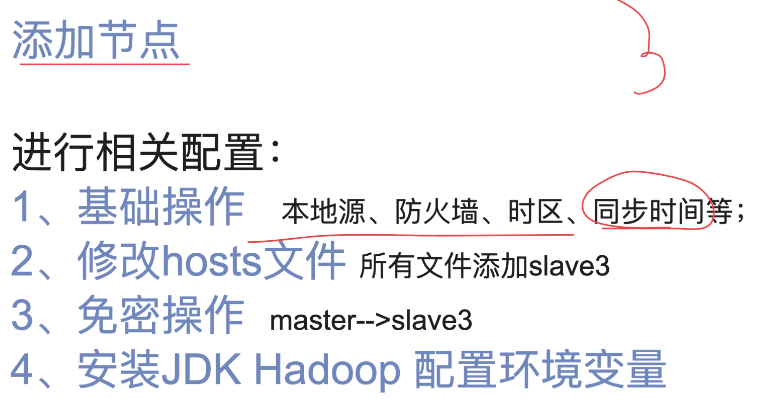 添加节点
进行相关配置：
1、基础操作 本地源、防火墙、时区、同步时间等；
2、修改hosts文件 所有文件添加slave3
3、免密操作 master-->slave3
4、安装JDK Hadoop 配置环境变量